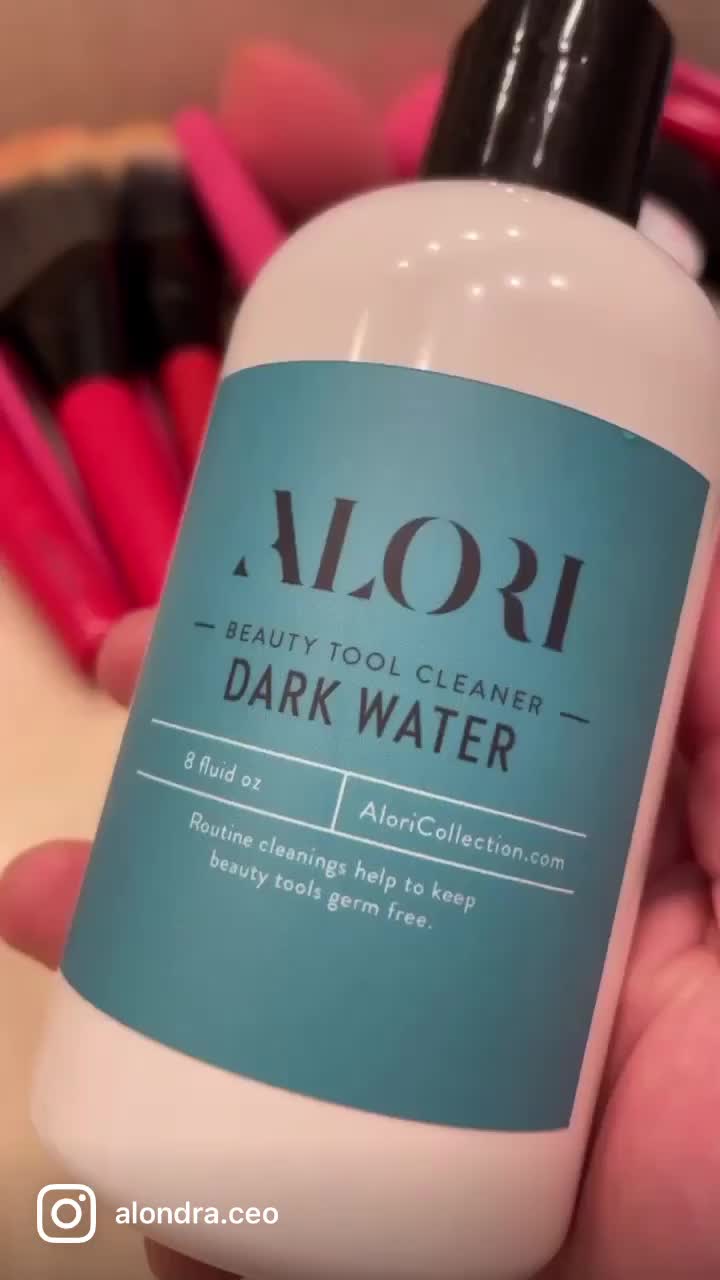 ALORI
— BEAUTY TOOL CLEANER —
DARK WATER
8 fluid oz
AloriCollection.com
Routine cleanings help to keep
beauty tools germ free.
alondra.ceo